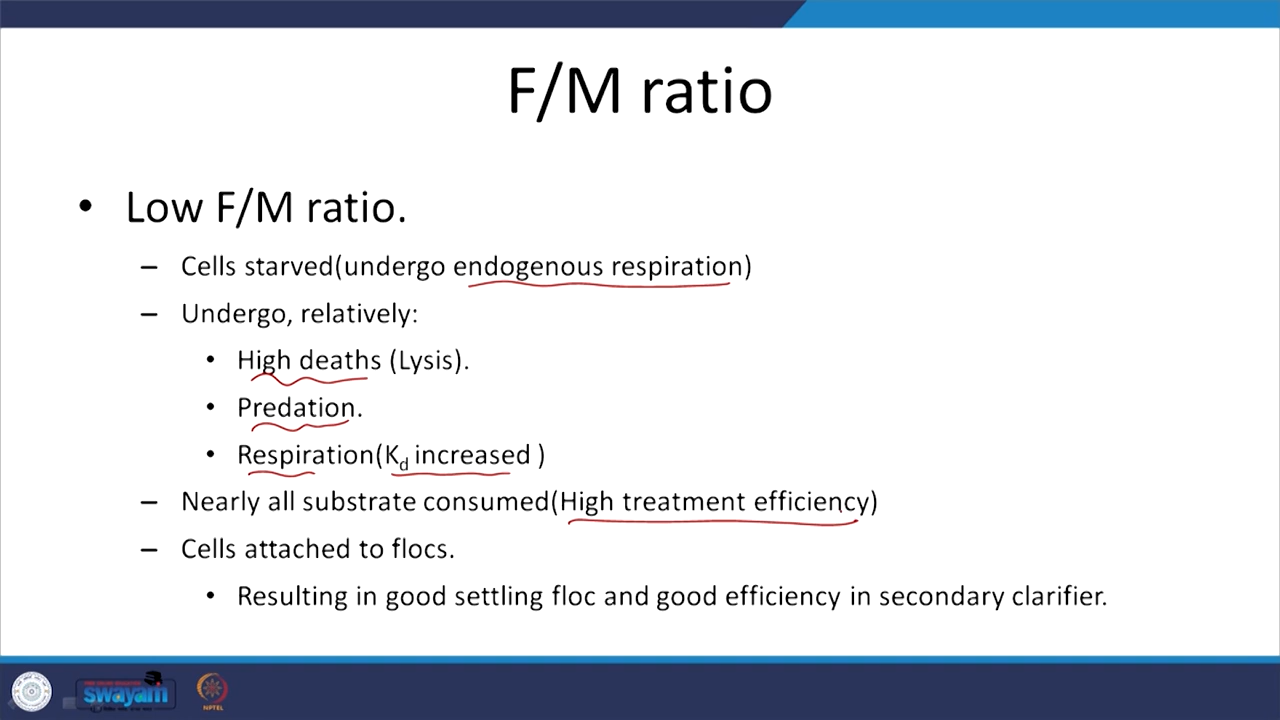 F/M ratio
• Low F/M ratio.
– Cells starved(undergo endogenous respiration)
– Undergo, relatively:
• High deaths (Lysis).
• Predation.
• Respiration(Kd increased )
– Nearly all substrate consumed(High treatment efficiency)
– Cells attached to flocs.
• Resulting in good settling floc and good efficiency in secondary clarifier.
swayam
NPTEL